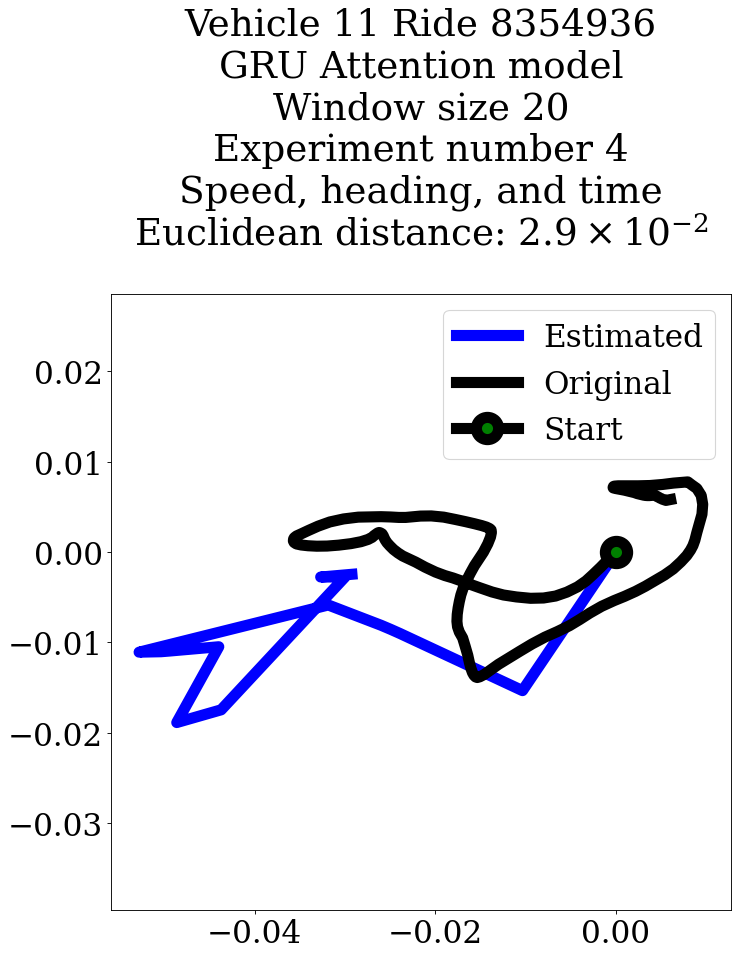 Vehicle 11 Ride 8354936
GRU Attention model
Window size 20
Experiment number 4
Speed, heading, and time
Euclidean distance: 2.9 × 10⁻²
Estimated
Original
Start
0.02
0.01
0.00
−0.01
−0.02
−0.03
−0.04
−0.02
0.00